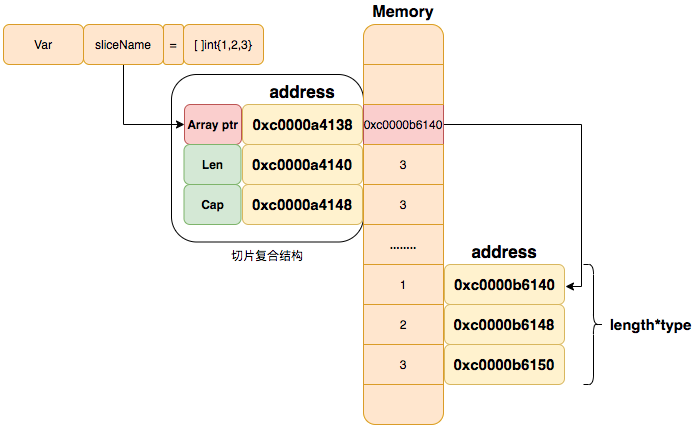 Memory
Var sliceName = [ ]int{1,2,3}
address
Array ptr 0xc0000a4138 0xc0000b6140
Len 0xc0000a4140 3
Cap 0xc0000a4148 3
........
切片复合结构
address
1 0xc0000b6140
2 0xc0000b6148
length*type
3 0xc0000b6150